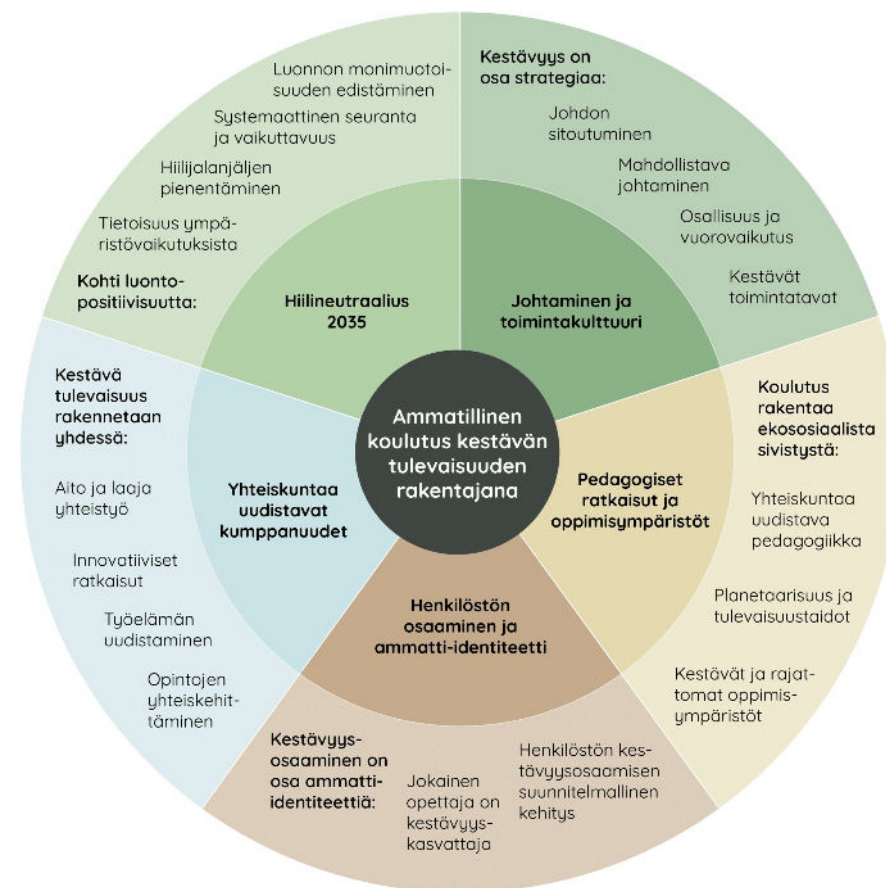 Luonnon monimuotoi-
suuden edistäminen
Systemaattinen seuranta
ja vaikuttavuus
Hiilijalanjäljen
pienentäminen
Tietoisuus ympä-
ristövaikutuksista
Kohti luonto-
positiivisuutta:
Hiilineutraalius
2035
Kestävyys on
osa strategiaa:
Johdon
sitoutuminen
Mahdollistava
johtaminen
Osallisuus ja
vuorovaikutus
Kestävät
toimintatavat
Johtaminen ja
toimintakulttuuri
Ammatillinen
koulutus kestävän
tulevaisuuden
rakentajana
Kestävä
tulevaisuus
rakennetaan
yhdessä:
Aito ja laaja
yhteistyö
Innovatiiviset
ratkaisut
Työelämän
uudistaminen
Opintojen
yhteiskehit-
täminen
Yhteiskuntaa
uudistavat
kumppanuudet
Pedagogiset
ratkaisut ja
oppimisympäristöt
Koulutus
rakentaa
ekososiaalista
sivistystä:
Yhteiskuntaa
uudistava
pedagogiikka
Planetaarisuus ja
tulevaisuustaidot
Kestävät ja rajat-
tomat oppimis-
ympäristöt
Henkilöstön
osaaminen ja
ammatti-identiteetti
Kestävyys-
osaaminen on
osa ammatti-
identiteettiä:
Jokainen
opettaja on
kestävyys-
kasvattaja
Henkilöstön kes-
tävyysosaamisen
suunnitelmallinen
kehitys